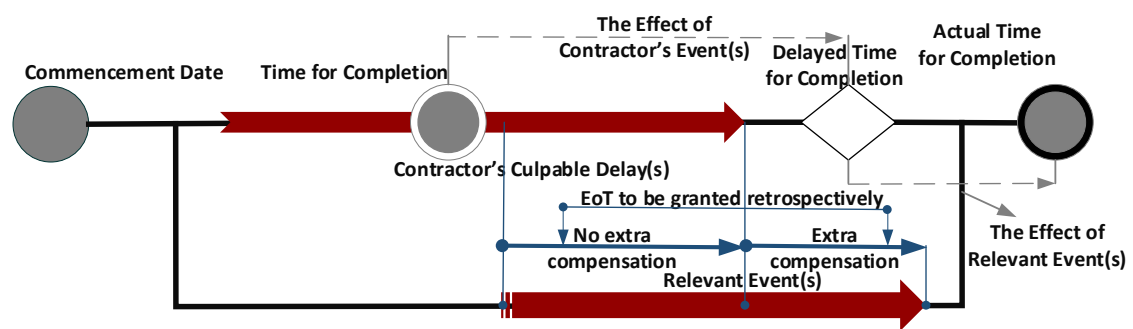 The Effect of
Contractor's Event(s)
Actual Time
for Completion
Delayed Time
for Completion
Commencement Date
Time for Completion
Contractor's Culpable Delay(s)
EoT to be granted retrospectively
No extra
compensation
Extra
compensation
The Effect of
Relevant Event(s)
Relevant Event(s)